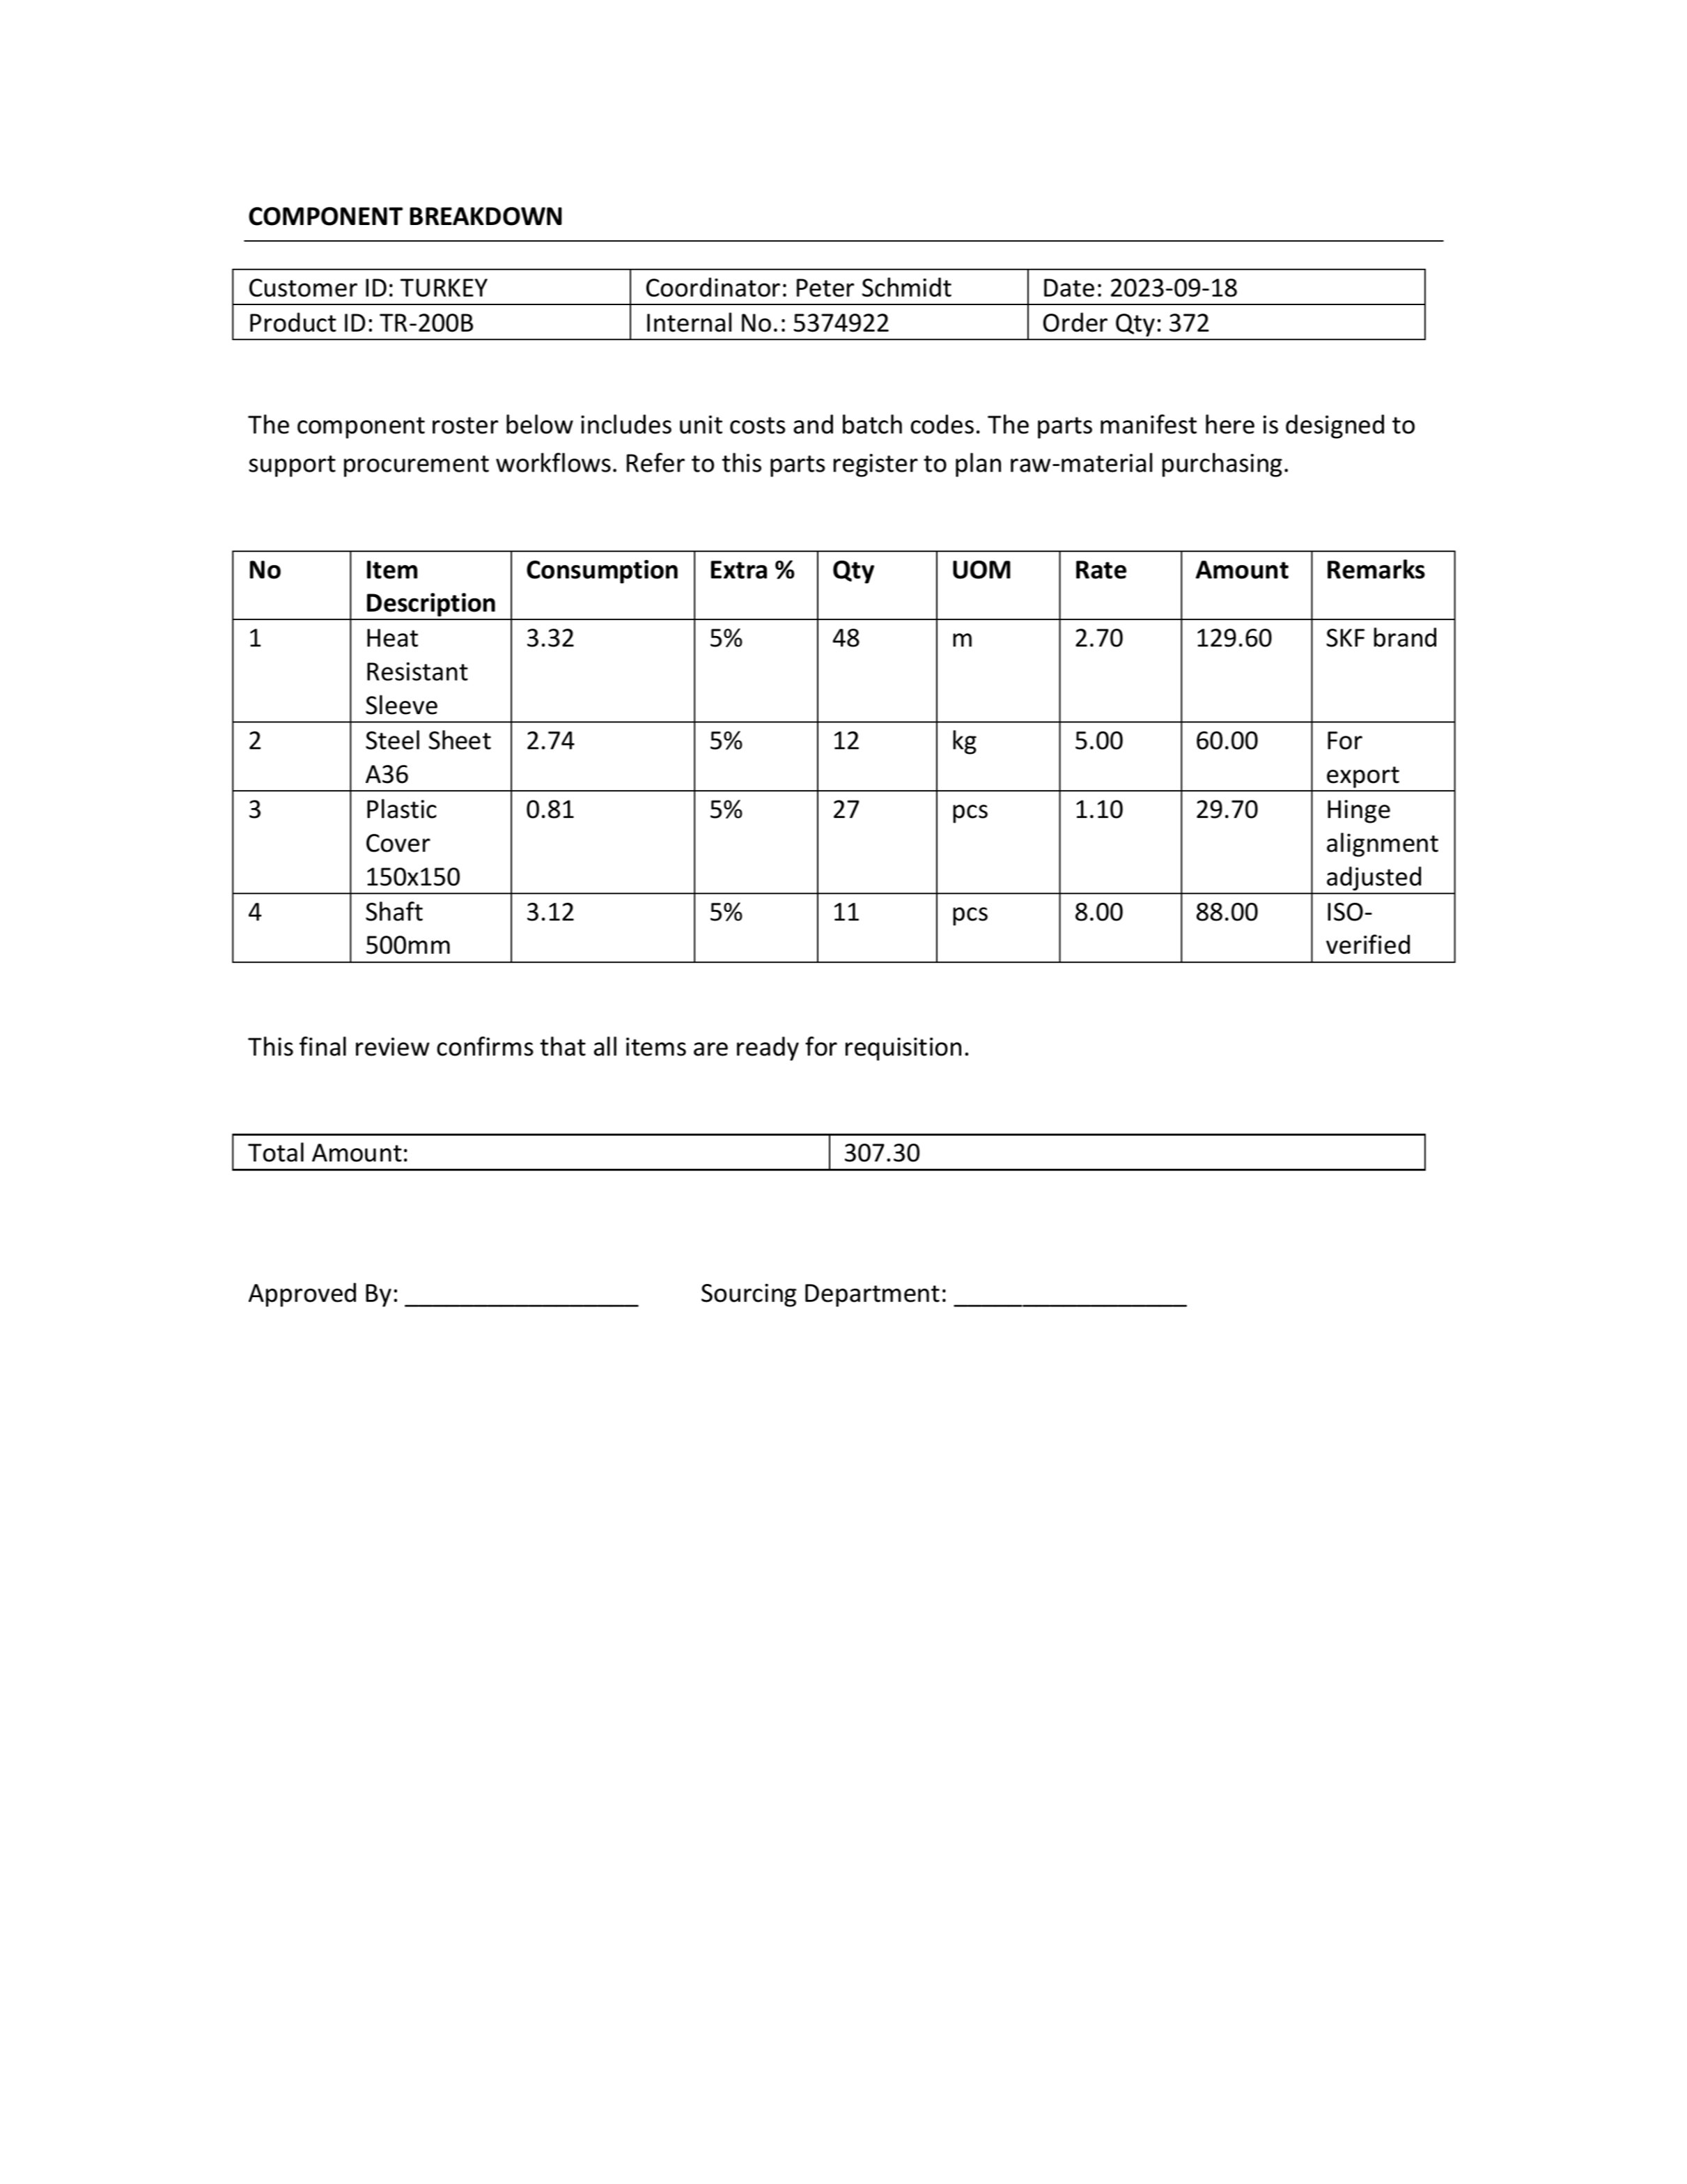 COMPONENT BREAKDOWN
Customer ID: TURKEY Coordinator: Peter Schmidt Date: 2023-09-18
Product ID: TR-200B Internal No.: 5374922 Order Qty: 372
The component roster below includes unit costs and batch codes. The parts manifest here is designed to
support procurement workflows. Refer to this parts register to plan raw-material purchasing.
No Item Description Consumption Extra % Qty UOM Rate Amount Remarks
1 Heat Resistant Sleeve 3.32 5% 48 m 2.70 129.60 SKF brand
2 Steel Sheet A36 2.74 5% 12 kg 5.00 60.00 For export
3 Plastic Cover 150x150 0.81 5% 27 pcs 1.10 29.70 Hinge alignment adjusted
4 Shaft 500mm 3.12 5% 11 pcs 8.00 88.00 ISO-verified
This final review confirms that all items are ready for requisition.
Total Amount: 307.30
Approved By: _________________ Sourcing Department: _________________